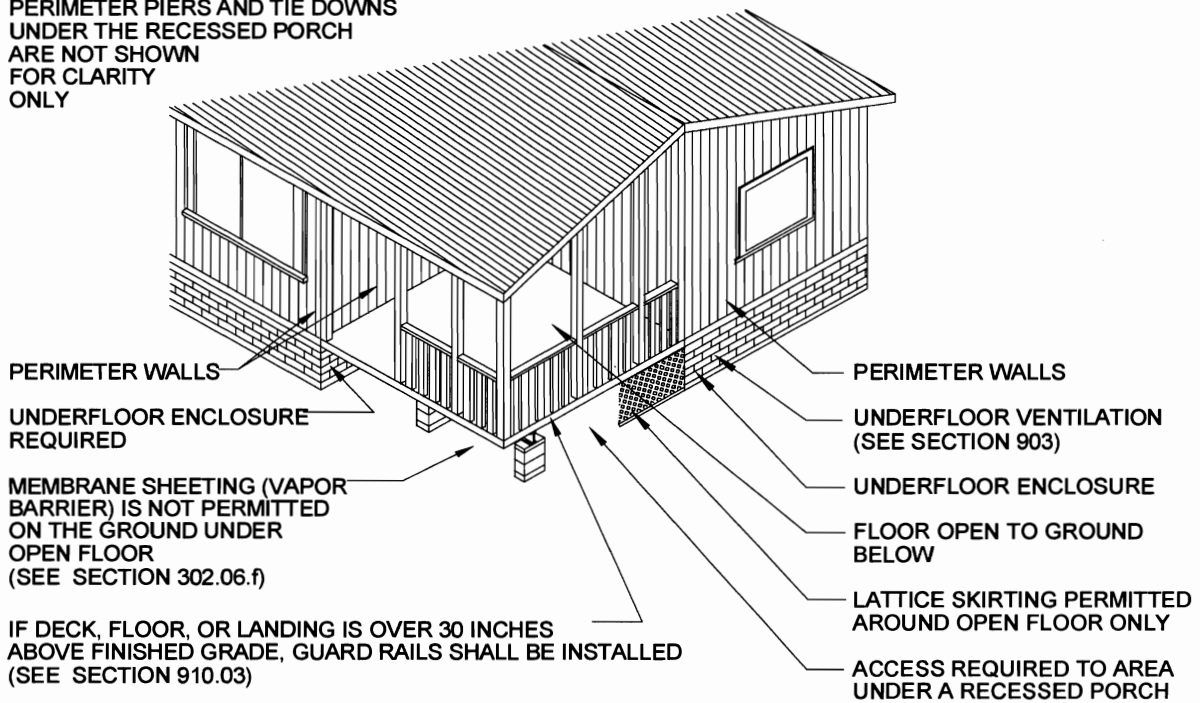 PERIMETER PIERS AND TIE DOWNS
UNDER THE RECESSED PORCH
ARE NOT SHOWN
FOR CLARITY
ONLY
PERIMETER WALLS
UNDERFLOOR ENCLOSURE
REQUIRED
MEMBRANE SHEETING (VAPOR
BARRIER) IS NOT PERMITTED
ON THE GROUND UNDER
OPEN FLOOR
(SEE SECTION 302.06.f)
IF DECK, FLOOR, OR LANDING IS OVER 30 INCHES
ABOVE FINISHED GRADE, GUARD RAILS SHALL BE INSTALLED
(SEE SECTION 910.03)
PERIMETER WALLS
UNDERFLOOR VENTILATION
(SEE SECTION 903)
UNDERFLOOR ENCLOSURE
FLOOR OPEN TO GROUND
BELOW
LATTICE SKIRTING PERMITTED
AROUND OPEN FLOOR ONLY
ACCESS REQUIRED TO AREA
UNDER A RECESSED PORCH